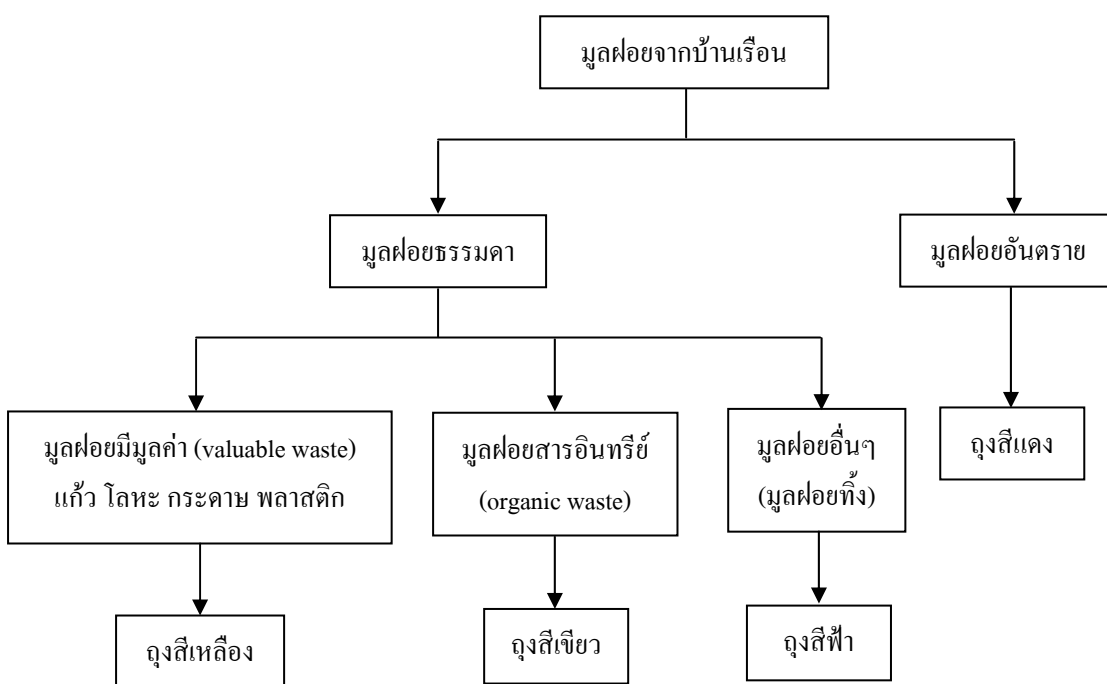 มูลฝอยจากบ้านเรือน
มูลฝอยธรรมดา
มูลฝอยอันตราย
มูลฝอยมีมูลค่า (valuable waste)
แก้ว โลหะ กระดาษ พลาสติก
มูลฝอยสารอินทรีย์
(organic waste)
มูลฝอยอื่นๆ
(มูลฝอยทิ้ง)
ถุงสีแดง
ถุงสีเหลือง
ถุงสีเขียว
ถุงสีฟ้า